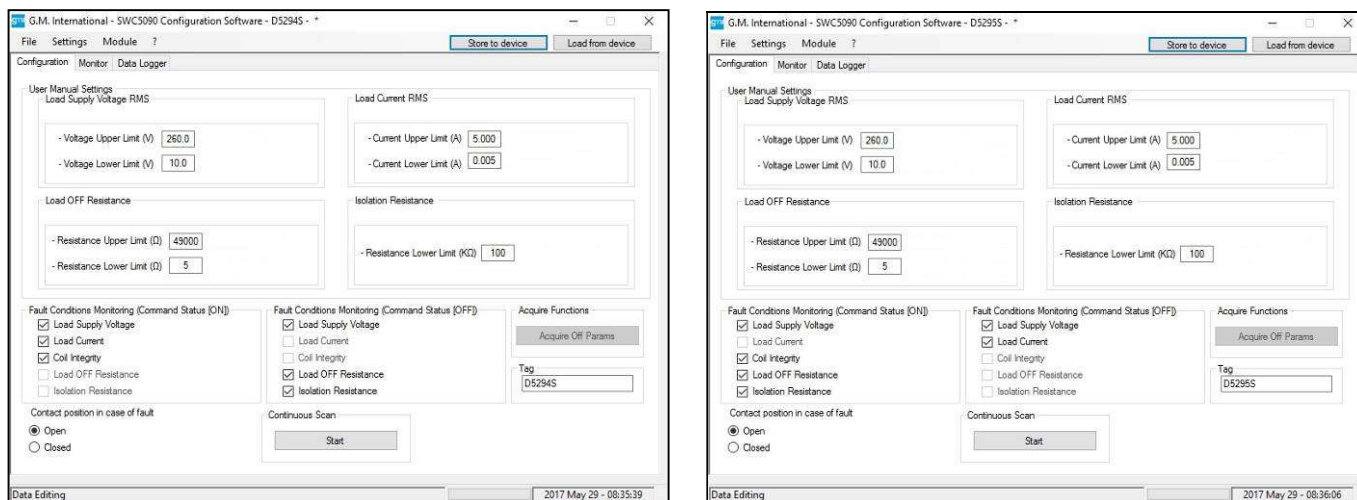 gmi G.M. International - SWC5090 Configuration Software - D5294S - *
File Settings Module ? Store to device Load from device
Configuration Monitor Data Logger
User Manual Settings
Load Supply Voltage RMS Load Current RMS
- Voltage Upper Limit (V) 260.0 - Current Upper Limit (A) 5.000
- Voltage Lower Limit (V) 10.0 - Current Lower Limit (A) 0.005
Load OFF Resistance Isolation Resistance
- Resistance Upper Limit (Ω) 49000 - Resistance Lower Limit (KΩ) 100
- Resistance Lower Limit (Ω) 5
Fault Conditions Monitoring (Command Status [ON]) Fault Conditions Monitoring (Command Status [OFF]) Acquire Functions
Load Supply Voltage Load Supply Voltage Acquire Off Params
Load Current Load Current
Coil Integrity Coil Integrity Tag
Load OFF Resistance Load OFF Resistance D5294S
Isolation Resistance Isolation Resistance
Contact position in case of fault Continuous Scan
Open Start
Closed
Data Editing 2017 May 29 - 08:35:39
gmi G.M. International - SWC5090 Configuration Software - D5295S - *
File Settings Module ? Store to device Load from device
Configuration Monitor Data Logger
User Manual Settings
Load Supply Voltage RMS Load Current RMS
- Voltage Upper Limit (V) 260.0 - Current Upper Limit (A) 5.000
- Voltage Lower Limit (V) 10.0 - Current Lower Limit (A) 0.005
Load OFF Resistance Isolation Resistance
- Resistance Upper Limit (Ω) 49000 - Resistance Lower Limit (KΩ) 100
- Resistance Lower Limit (Ω) 5
Fault Conditions Monitoring (Command Status [ON]) Fault Conditions Monitoring (Command Status [OFF]) Acquire Functions
Load Supply Voltage Load Supply Voltage Acquire Off Params
Load Current Load Current
Coil Integrity Coil Integrity Tag
Load OFF Resistance Load OFF Resistance D5295S
Isolation Resistance Isolation Resistance
Contact position in case of fault Continuous Scan
Open Start
Closed
Data Editing 2017 May 29 - 08:36:06